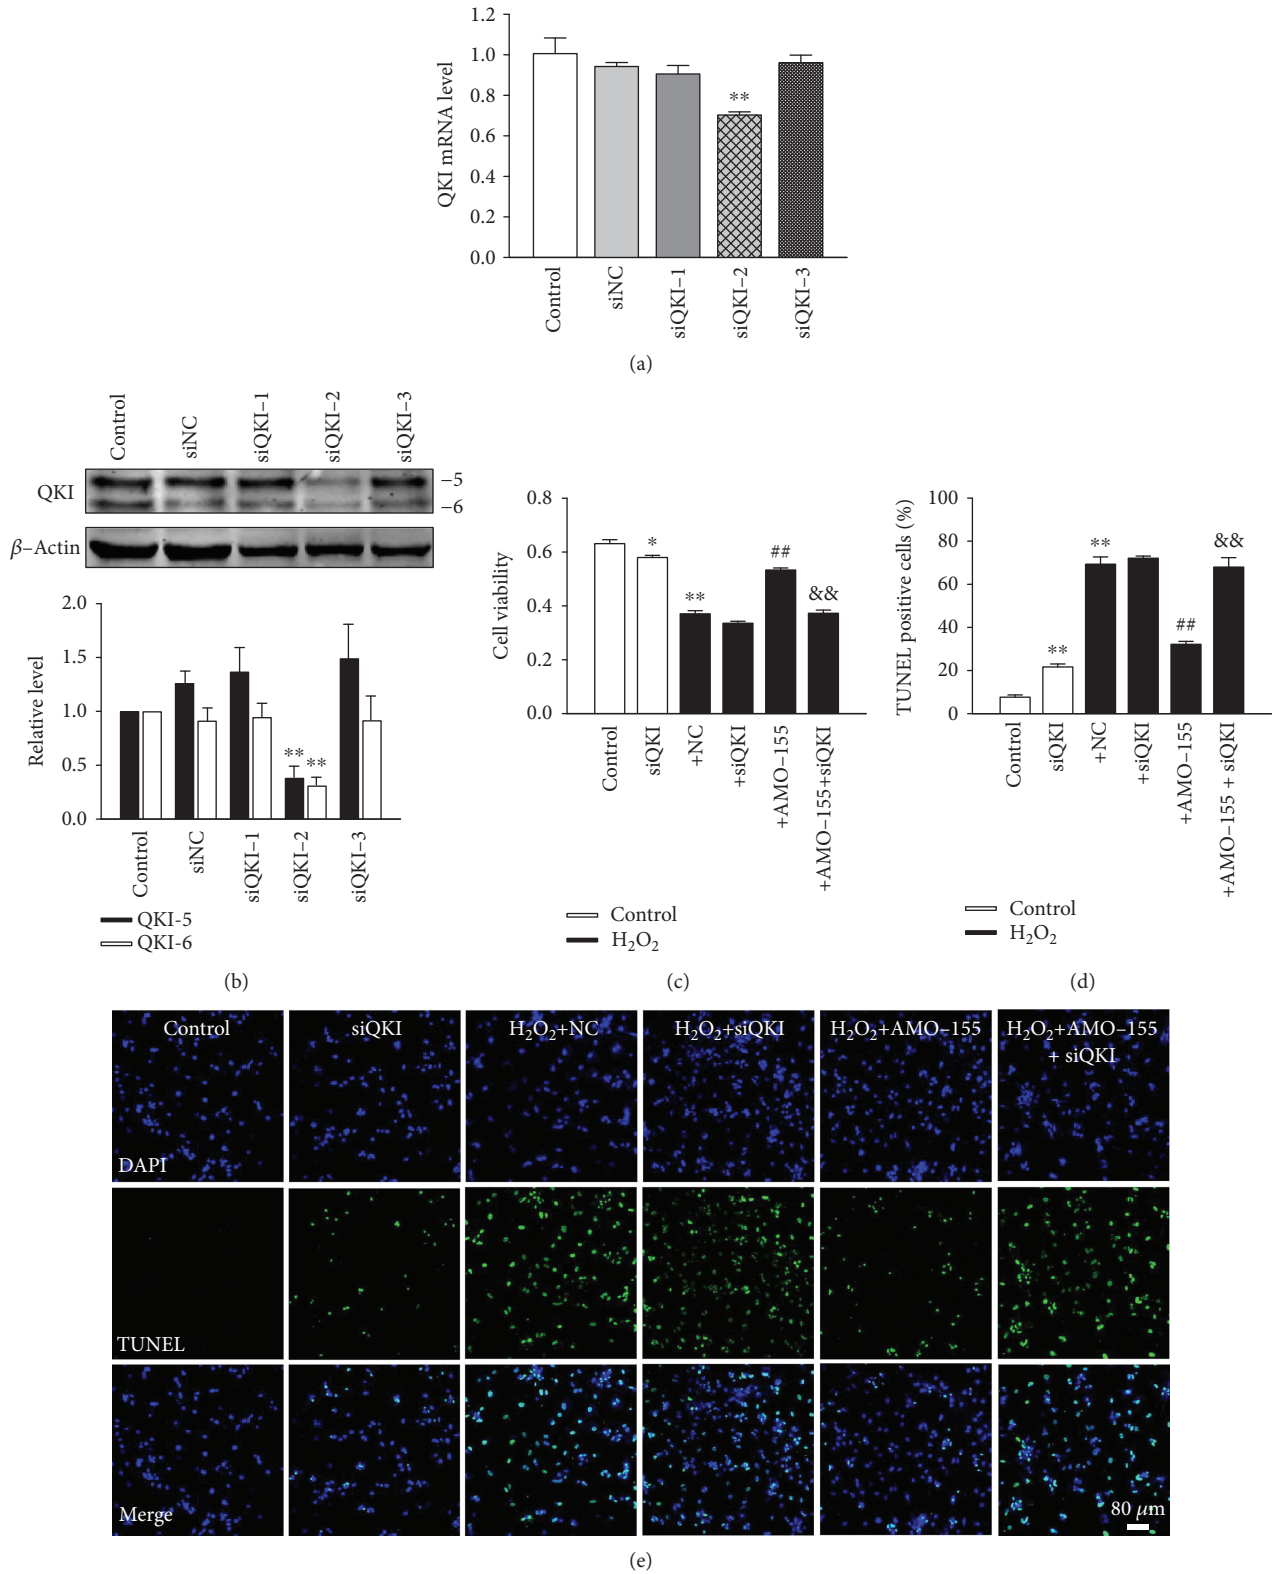 1.2
1.0
0.8
0.6
0.4
0.2
0.0
QKI mRNA level
**
Control
siNC
siQKI–1
siQKI–2
siQKI–3
(a)
Control
siNC
siQKI–1
siQKI–2
siQKI–3
QKI
–5
–6
β–Actin
2.0
1.5
1.0
0.5
0.0
Relative level
**
**
Control
siNC
siQKI–1
siQKI–2
siQKI–3
QKI-5
QKI-6
(b)
0.8
0.6
0.4
0.2
0.0
Cell viability
*
**
##
&&
Control
siQKI
+NC
+siQKI
+AMO–155
+AMO–155+siQKI
Control
H₂O₂
(c)
100
80
60
40
20
0
TUNEL positive cells (%)
**
**
##
&&
Control
siQKI
+NC
+siQKI
+AMO–155
+AMO–155 + siQKI
Control
H₂O₂
(d)
Control
siQKI
H₂O₂+NC
H₂O₂+siQKI
H₂O₂+AMO–155
H₂O₂+AMO–155
+ siQKI
DAPI
TUNEL
Merge
80 μm
(e)